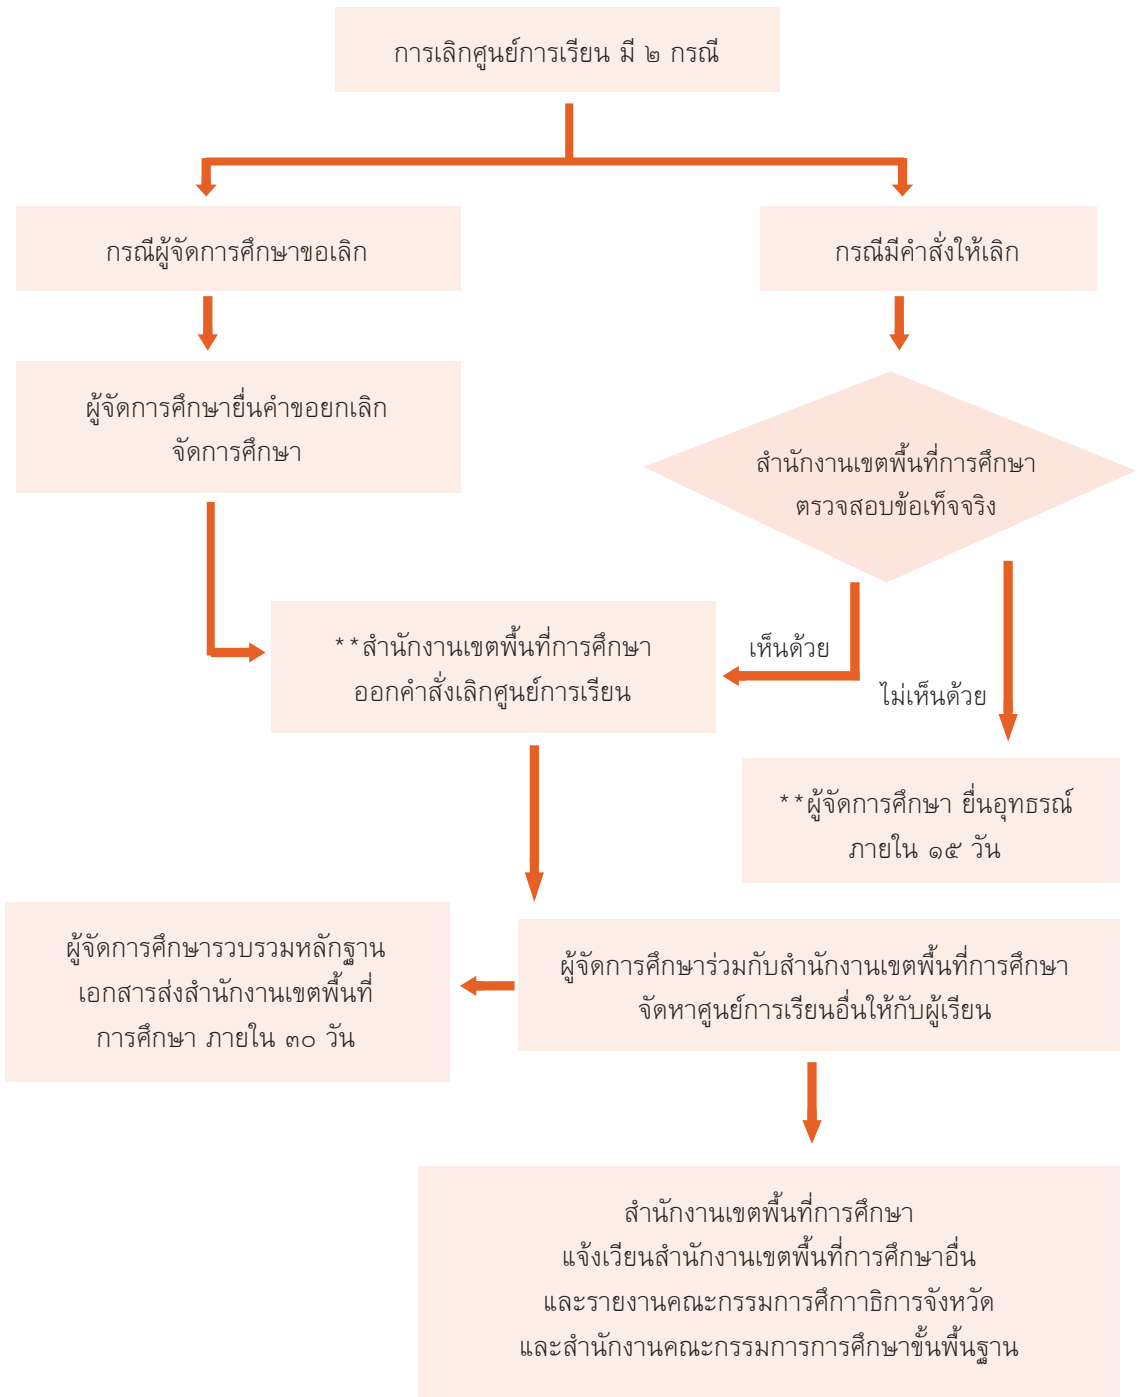 การเลิกศูนย์การเรียน มี ๒ กรณี
กรณีผู้จัดการศึกษาขอเลิก
กรณีมีคำสั่งให้เลิก
ผู้จัดการศึกษายื่นคำขอยกเลิก
จัดการศึกษา
สำนักงานเขตพื้นที่การศึกษา
ตรวจสอบข้อเท็จจริง
**สำนักงานเขตพื้นที่การศึกษา
ออกคำสั่งเลิกศูนย์การเรียน
เห็นด้วย
ไม่เห็นด้วย
**ผู้จัดการศึกษา ยื่นอุทธรณ์
ภายใน ๑๕ วัน
ผู้จัดการศึกษารวบรวมหลักฐาน
เอกสารส่งสำนักงานเขตพื้นที่
การศึกษา ภายใน ๓๐ วัน
ผู้จัดการศึกษาร่วมกับสำนักงานเขตพื้นที่การศึกษา
จัดหาศูนย์การเรียนอื่นให้กับผู้เรียน
สำนักงานเขตพื้นที่การศึกษา
แจ้งเวียนสำนักงานเขตพื้นที่การศึกษาอื่น
และรายงานคณะกรรมการศึกาาธิการจังหวัด
และสำนักงานคณะกรรมการการศึกษาขั้นพื้นฐาน